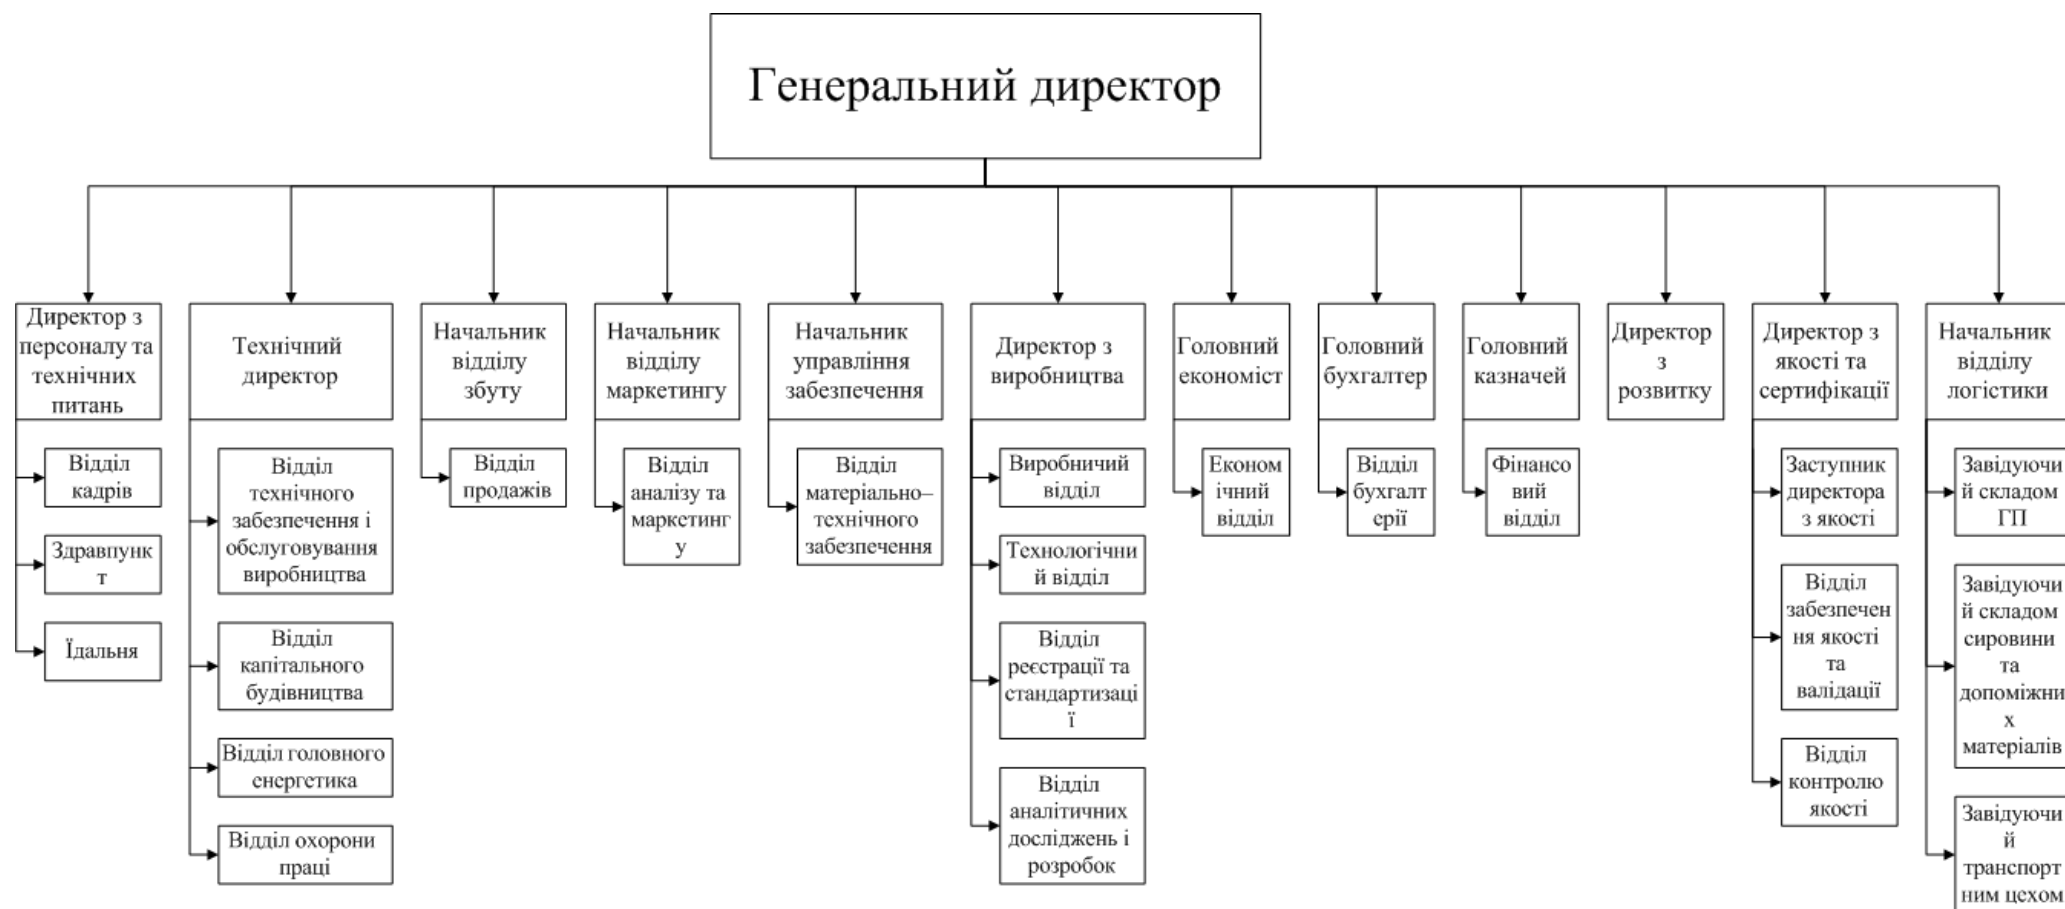 Генеральний директор
Директор з
персоналу та
технічних
питань
Технічний
директор
Начальник
відділу
збуту
Начальник
відділу
маркетингу
Начальник
управління
забезпечення
Директор з
виробництва
Головний
економіст
Головний
бухгалтер
Головний
казначей
Директор
з
розвитку
Директор з
якості та
сертифікації
Начальник
відділу
логістики
Відділ
кадрів
Здравпунк
т
Їдальня
Відділ
технічного
забезпечення і
обслуговування
виробництва
Відділ
капітального
будівництва
Відділ головного
енергетика
Відділ охорони
праці
Відділ
продажів
Відділ
аналізу та
маркетинг
у
Відділ
матеріально–
технічного
забезпечення
Виробничий
відділ
Технологічни
й відділ
Відділ
реєстрації та
стандартизаці
ї
Відділ
аналітичних
досліджень і
розробок
Економ
ічний
відділ
Відділ
бухгалт
ерії
Фінансо
вий
відділ
Заступник
директора
з якості
Відділ
забезпечен
ня якості
та
валідації
Відділ
контролю
якості
Завідуючи
й складом
ГП
Завідуючи
й складом
сировини
та
допоміжни
х
матеріалів
Завідуючи
й
транспорт
ним цехом